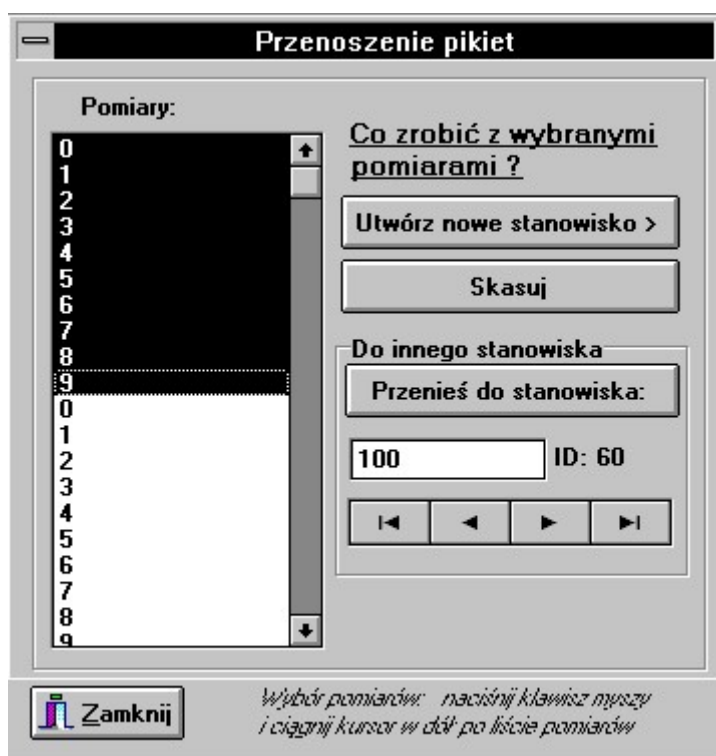 Przenoszenie pikiet
Pomiary:
0
1
2
3
4
5
6
7
8
9
0
1
2
3
4
5
6
7
8
9
Co zrobić z wybranymi
pomiarami ?
Utwórz nowe stanowisko >
Skasuj
Do innego stanowiska
Przenieś do stanowiska:
100 ID: 60
Zamknij
Wybór pomiarów: naciśnij klawisz myszy
i ciągnij kursor w dół po liście pomiarów